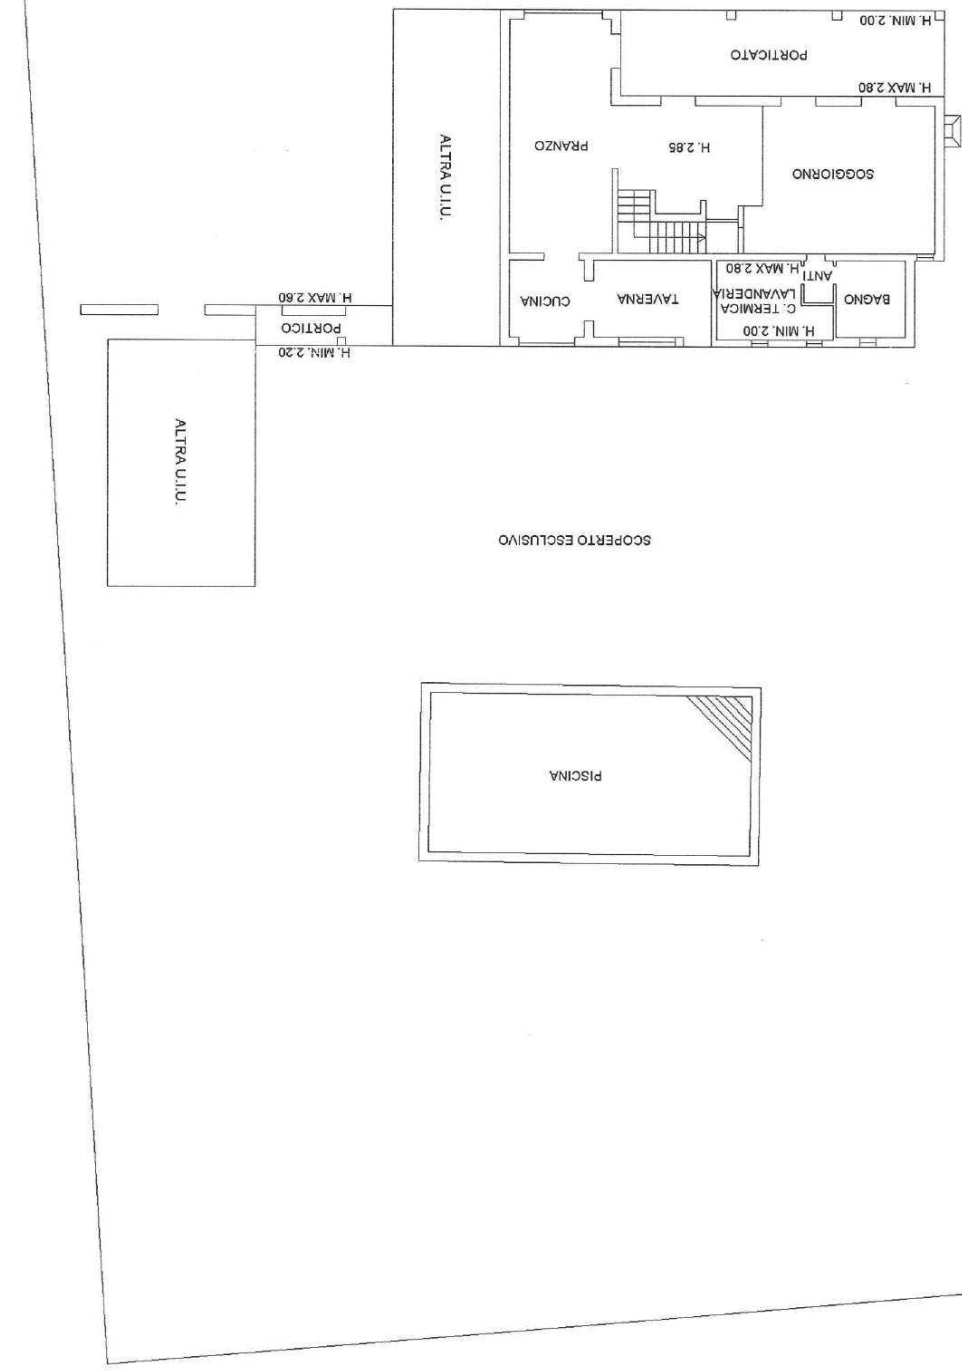 H. MIN. 2.00
PORTICATO
H. MAX 2.80
ALTRA U.I.U.
PRANZO
H. 2.85
SOGGIORNO
H. MAX 2.80
ANTI
CUCINA
TAVERNA
LAVANDERIA
C. TERMICA
BAGNO
H. MIN. 2.00
H. MAX 2.60
PORTICO
H. MIN. 2.20
ALTRA U.I.U.
SCOPERTO ESCLUSIVO
PISCINA